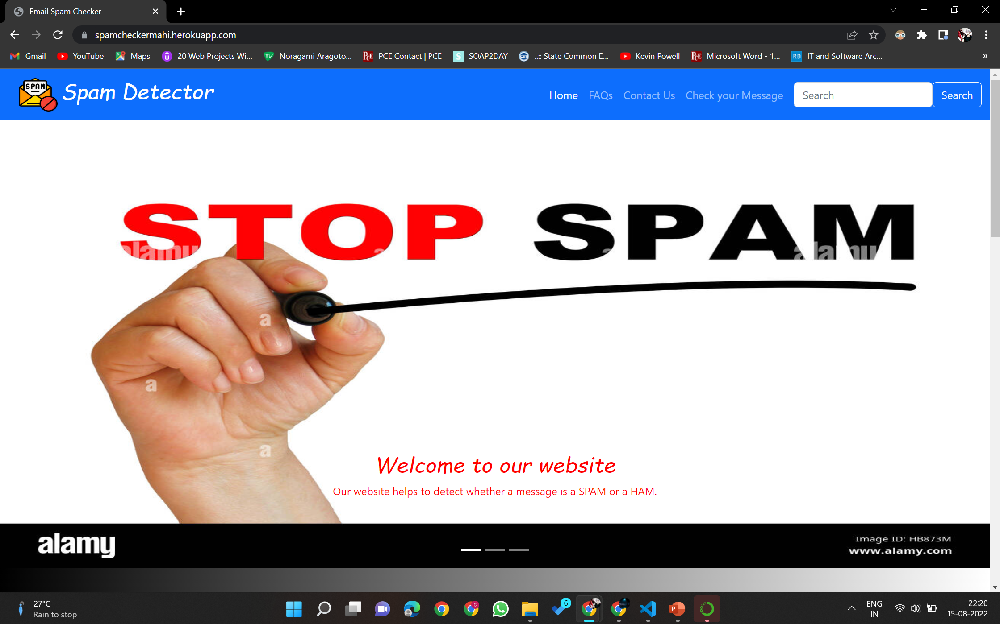 Email Spam Checker
spamcheckermahi.herokuapp.com
Gmail
YouTube
Maps
20 Web Projects Wi...
Noragami Aragoto...
PCE Contact | PCE
SOAP2DAY
..:: State Common E...
Kevin Powell
Microsoft Word - 1...
IT and Software Arc...
»
SPAM
Spam Detector
Home
FAQs
Contact Us
Check your Message
Search
Search
STOP SPAM
alamy
a
a
alamy
a
a
a
Welcome to our website
Our website helps to detect whether a message is a SPAM or a HAM.
alamy
Image ID: HB873M
www.alamy.com
27°C
Rain to stop
6
ENG
IN
22:20
15-08-2022